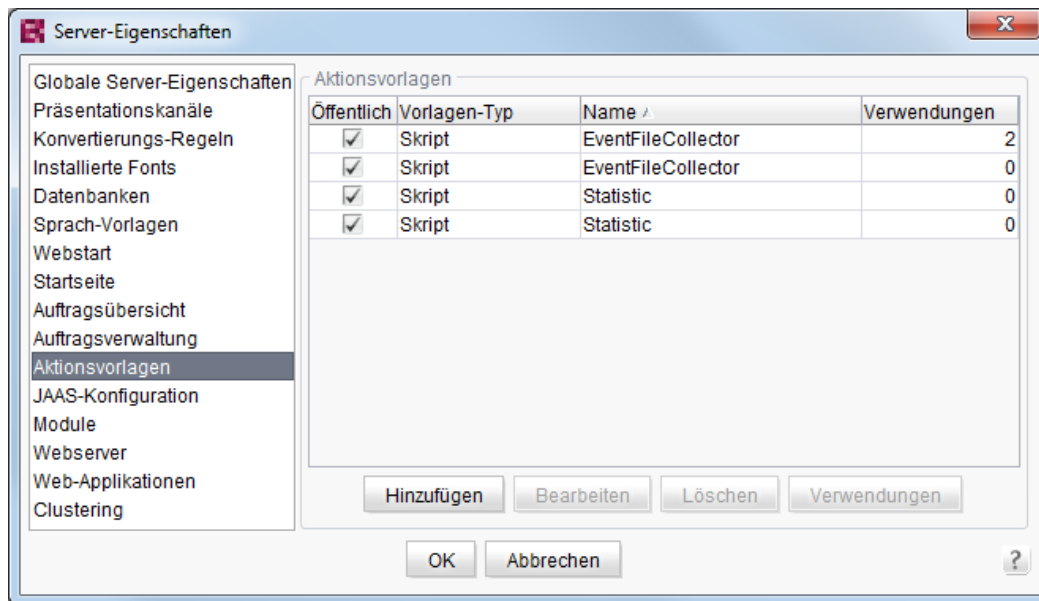 Server-Eigenschaften
Globale Server-Eigenschaften
Präsentationskanäle
Konvertierungs-Regeln
Installierte Fonts
Datenbanken
Sprach-Vorlagen
Webstart
Startseite
Auftragsübersicht
Auftragsverwaltung
Aktionsvorlagen
JAAS-Konfiguration
Module
Webserver
Web-Applikationen
Clustering
Aktionsvorlagen
Öffentlich Vorlagen-Typ Name Verwendungen
Skript EventFileCollector 2
Skript EventFileCollector 0
Skript Statistic 0
Skript Statistic 0
Hinzufügen Bearbeiten Löschen Verwendungen
OK Abbrechen ?